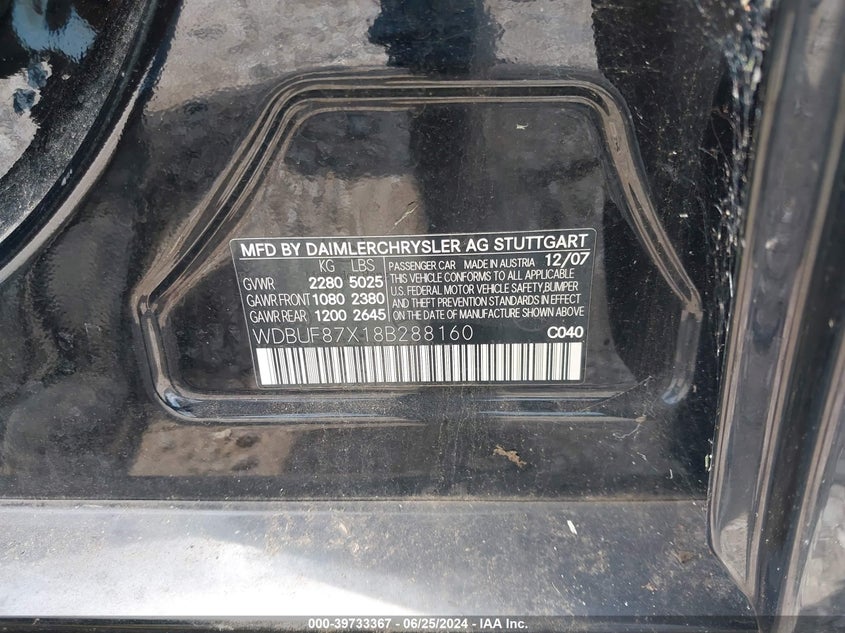 MFD BY DAIMLERCHRYSLER AG STUTTGART
KG LBS
GVWR 2280 5025
GAWR FRONT 1080 2380
GAWR REAR 1200 2645
PASSENGER CAR MADE IN AUSTRIA 12/07
THIS VEHICLE CONFORMS TO ALL APPLICABLE
U.S. FEDERAL MOTOR VEHICLE SAFETY, BUMPER
AND THEFT PREVENTION STANDARDS IN EFFECT
ON THE DATE OF MANUFACTURE SHOWN ABOVE
WDBUF87X18B288160 C040
000-39733367 - 06/25/2024 - IAA Inc.